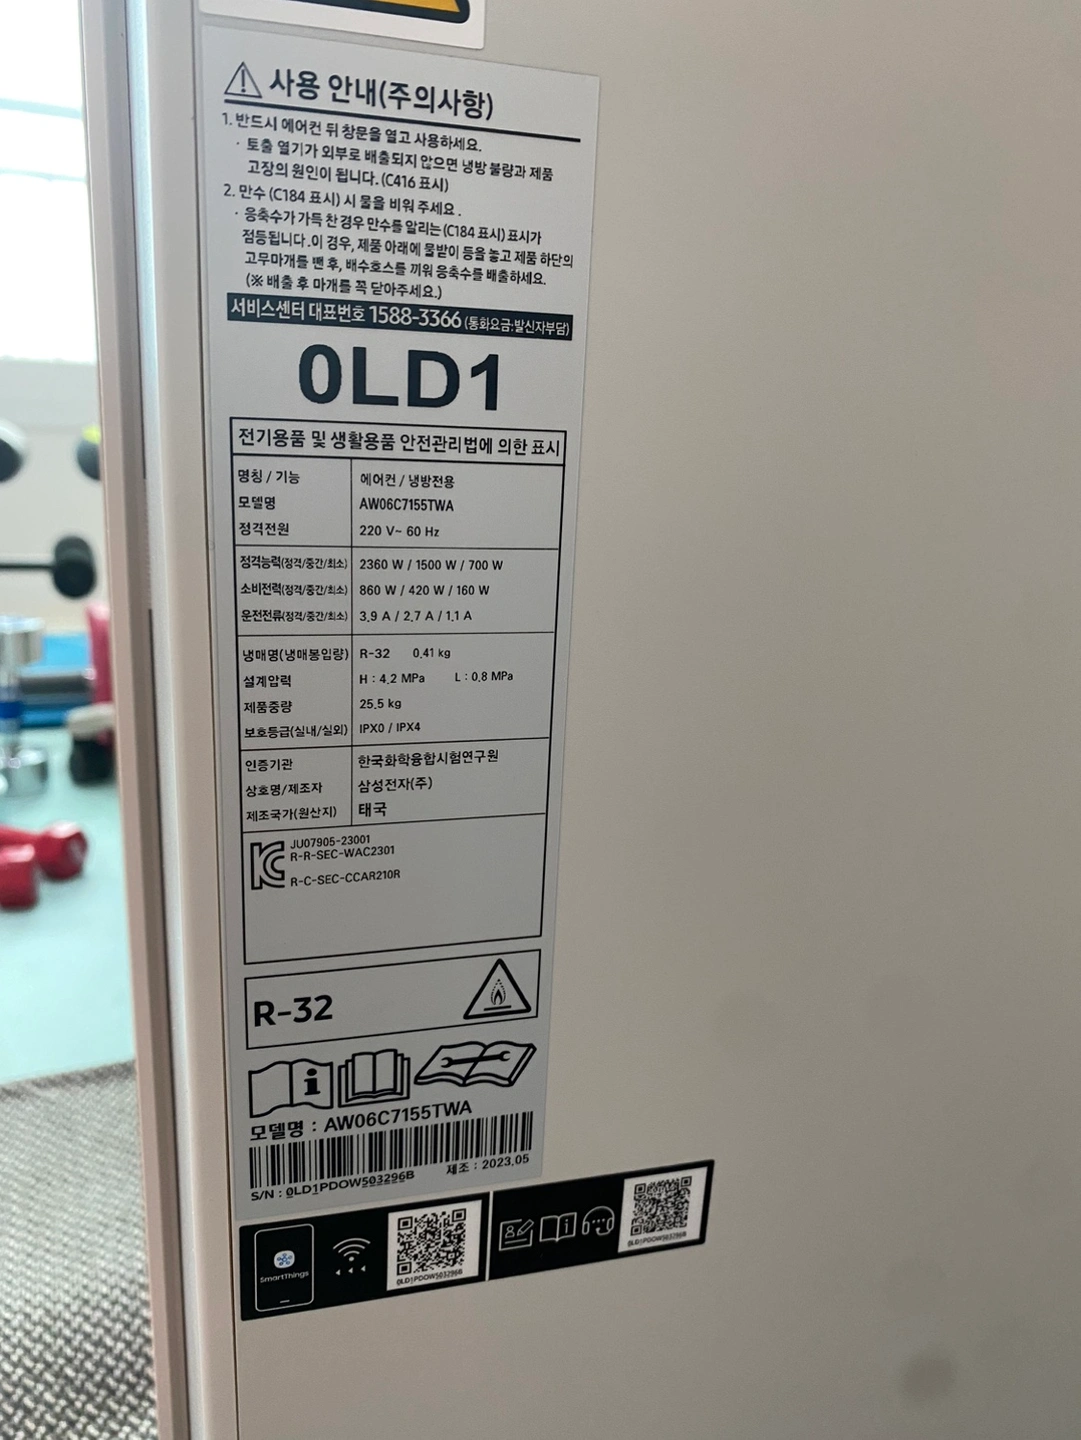 사용 안내(주의사항)
1. 반드시 에어컨 뒤 창문을 열고 사용하세요.
· 토출 열기가 외부로 배출되지 않으면 냉방 불량과 제품
고장의 원인이 됩니다.(C416 표시)
2. 만수 (C184 표시) 시 물을 비워 주세요 .
· 응축수가 가득 찬 경우 만수를 알리는(C184 표시) 표시가
점등됩니다.이 경우, 제품 아래에 물받이 등을 놓고 제품 하단의
고무마개를 뺀 후, 배수호스를 끼워 응축수를 배출하세요.
(※ 배출 후 마개를 꼭 닫아주세요.)
서비스센터 대표번호 1588-3366 (통화요금:발신자부담)
0LD1
전기용품 및 생활용품 안전관리법에 의한 표시
명칭 / 기능 에어컨 / 냉방전용
모델명 AW06C7155TWA
정격전원 220 V~ 60 Hz
정격능력(정격/중간/최소) 2360 W / 1500 W / 700 W
소비전력(정격/중간/최소) 860 W / 420 W / 160 W
운전전류(정격/중간/최소) 3.9 A / 2.7 A / 1.1 A
냉매명(냉매봉입량) R-32 0.41 kg
설계압력 H : 4.2 MPa L : 0.8 MPa
제품중량 25.5 kg
보호등급(실내/실외) IPX0 / IPX4
인증기관 한국화학융합시험연구원
상호명/제조자 삼성전자(주)
제조국가(원산지) 태국
JU07905-23001
R-R-SEC-WAC2301
R-C-SEC-CCAR210R
R-32
모델명 : AW06C7155TWA
제조 : 2023.05
S/N : 0LD1PDOW503296B
SmartThings
0LD1PDOW503296B
0LD1PDOW503296B